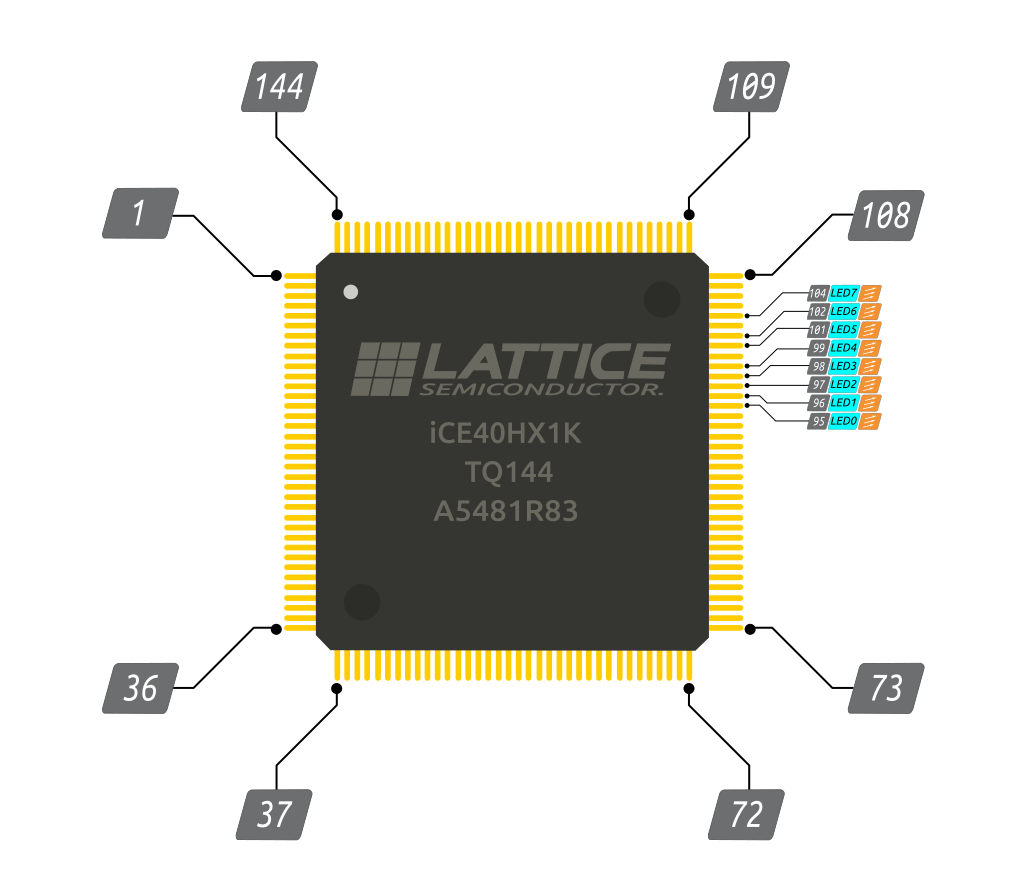 144
109
1
108
104 LED7
102 LED6
101 LED5
99 LED4
98 LED3
97 LED2
96 LED1
95 LED0
LATTICE
SEMICONDUCTOR.
iCE40HX1K
TQ144
A5481R83
36
73
37
72